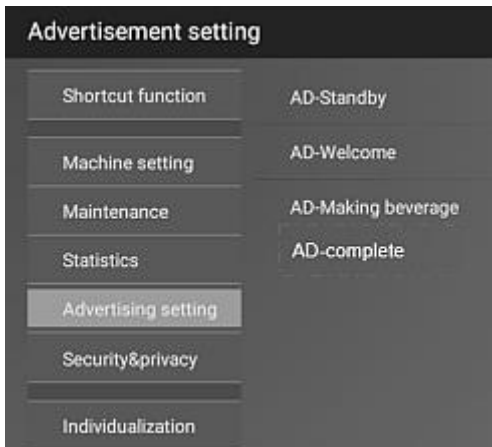 Advertisement setting
Shortcut function
Machine setting
Maintenance
Statistics
Advertising setting
Security&privacy
Individualization
AD-Standby
AD-Welcome
AD-Making beverage
AD-complete